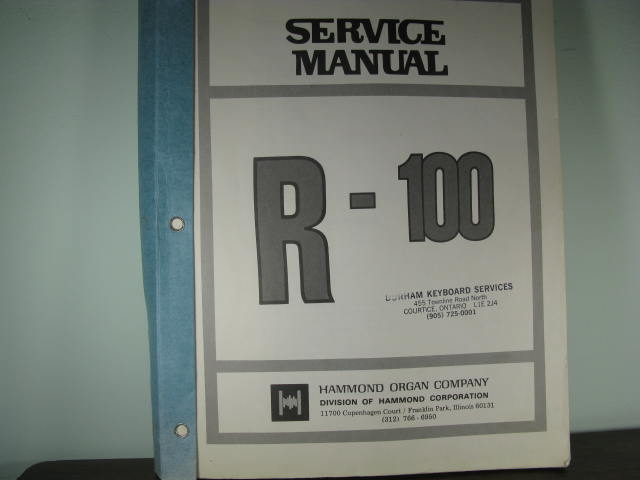 SERVICE
MANUAL
R - 100
DURHAM KEYBOARD SERVICES
455 Townline Road North
COURTICE, ONTARIO L1E 2J4
(905) 725-0001
HAMMOND ORGAN COMPANY
DIVISION OF HAMMOND CORPORATION
11700 Copenhagen Court / Franklin Park, Illinois 60131
(312) 766 - 6950